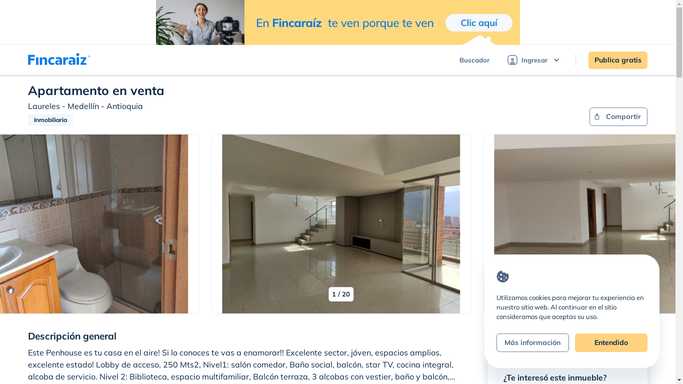 En Fincaraíz te ven porque te ven
Clic aquí
Fincaraiz
Buscador
Ingresar
Publica gratis
Apartamento en venta
Laureles - Medellín - Antioquia
Inmobiliaria
Compartir
1 / 20
Utilizamos cookies para mejorar tu experiencia en
nuestro sitio web. Al continuar en el sitio
consideramos que aceptas su uso.
Más información
Entendido
Descripción general
Este Penhouse es tu casa en el aire! Si lo conoces te vas a enamorar!! Excelente sector, jóven, espacios amplios,
excelente estado! Lobby de acceso, 250 Mts2, Nivel1: salón comedor, Baño social, balcón, star TV, cocina integral,
alcoba de servicio. Nivel 2: Biblioteca, espacio multifamiliar, Balcón terraza, 3 alcobas con vestier, baño y balcón,...
¿Te interesó este inmueble?